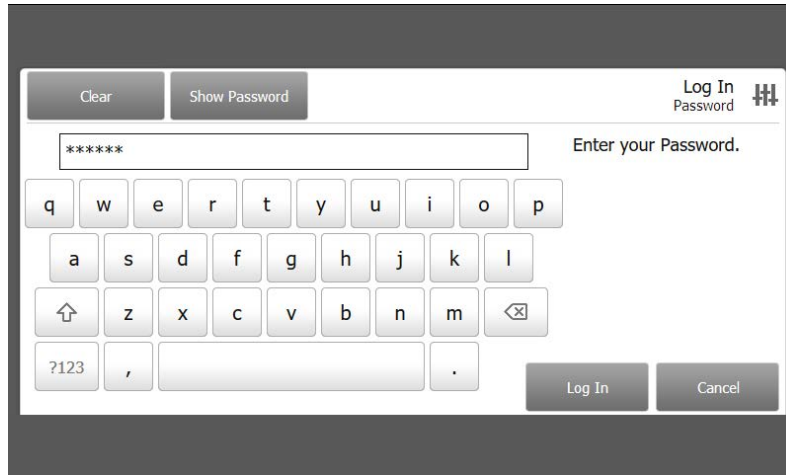 Clear
Show Password
Log In
Password
******
Enter your Password.
q w e r t y u i o p
a s d f g h j k l
z x c v b n m
?123 , .
Log In
Cancel